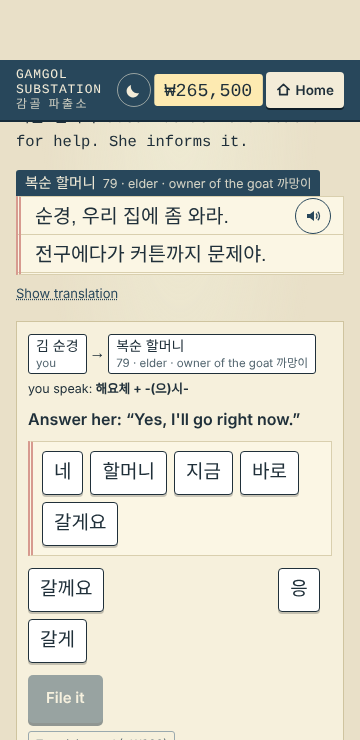 GAMGOL
SUBSTATION
감골 파출소
₩265,500
Home
for help. She informs it.
복순 할머니 79 · elder · owner of the goat 까망이
순경, 우리 집에 좀 와라.
전구에다가 커튼까지 문제야.
Show translation
김 순경
you
→
복순 할머니
79 · elder · owner of the goat 까망이
you speak: 해요체 + -(으)시-
Answer her: “Yes, I'll go right now.”
네 할머니 지금 바로
갈게요
갈께요 응
갈게
File it